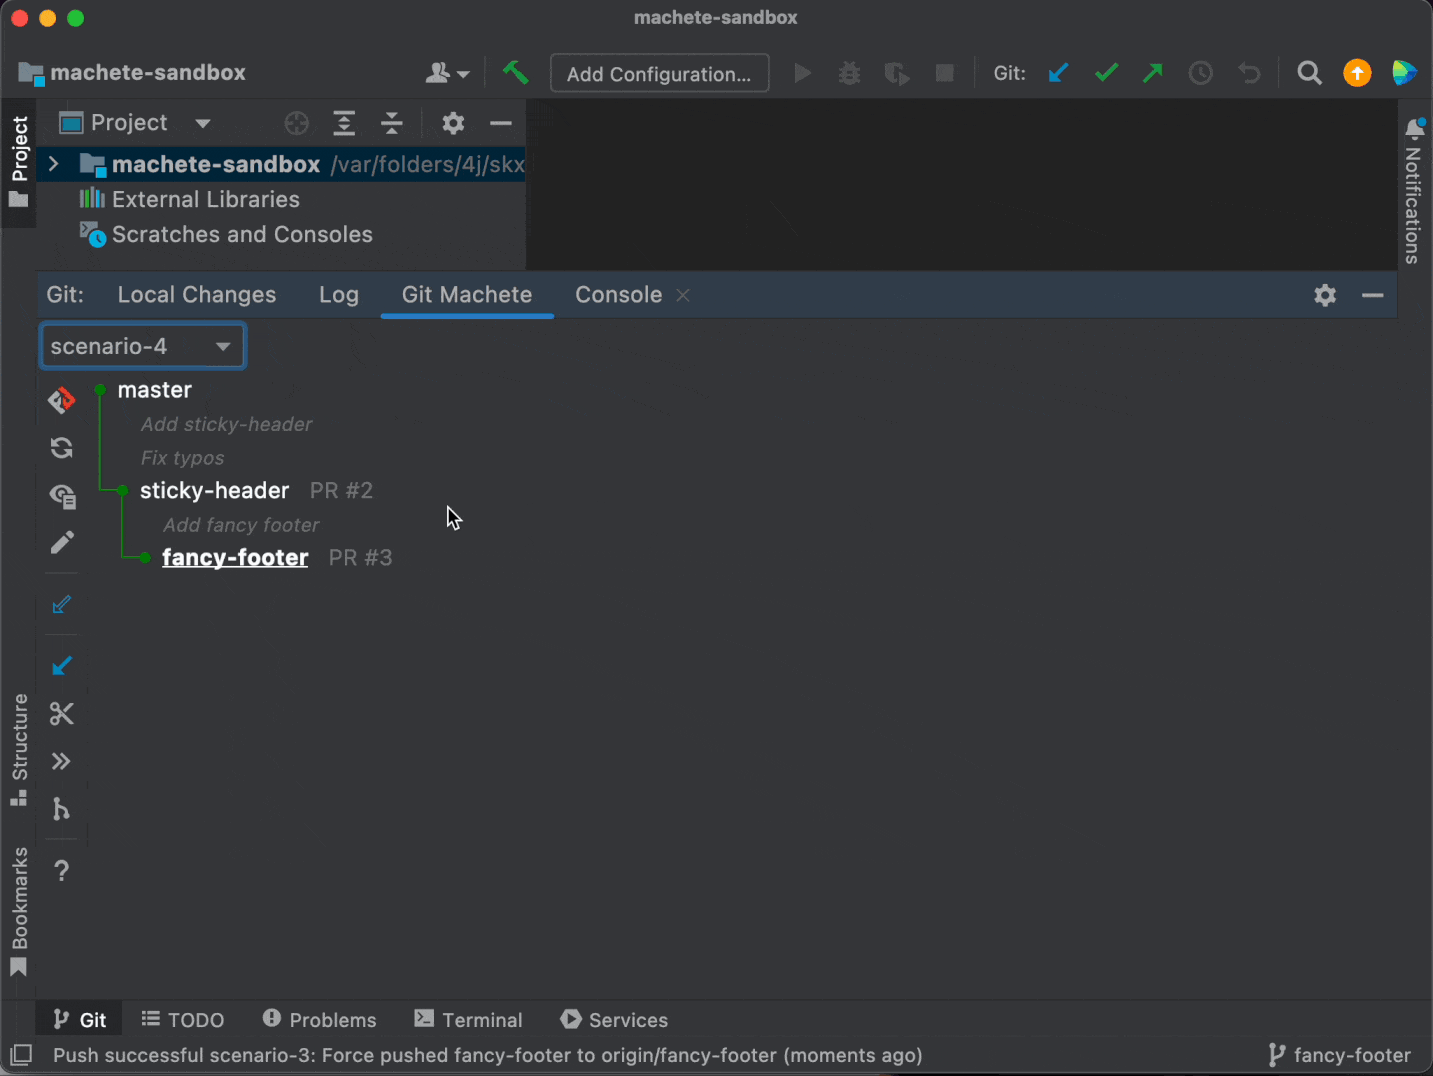 machete-sandbox
machete-sandbox
Add Configuration...
Git:
Project
Project
machete-sandbox /var/folders/4j/skx
External Libraries
Scratches and Consoles
Notifications
Git: Local Changes Log Git Machete Console
scenario-4
master
Add sticky-header
Fix typos
sticky-header PR #2
Add fancy footer
fancy-footer PR #3
?
Structure
Bookmarks
Git TODO Problems Terminal Services
Push successful scenario-3: Force pushed fancy-footer to origin/fancy-footer (moments ago) fancy-footer